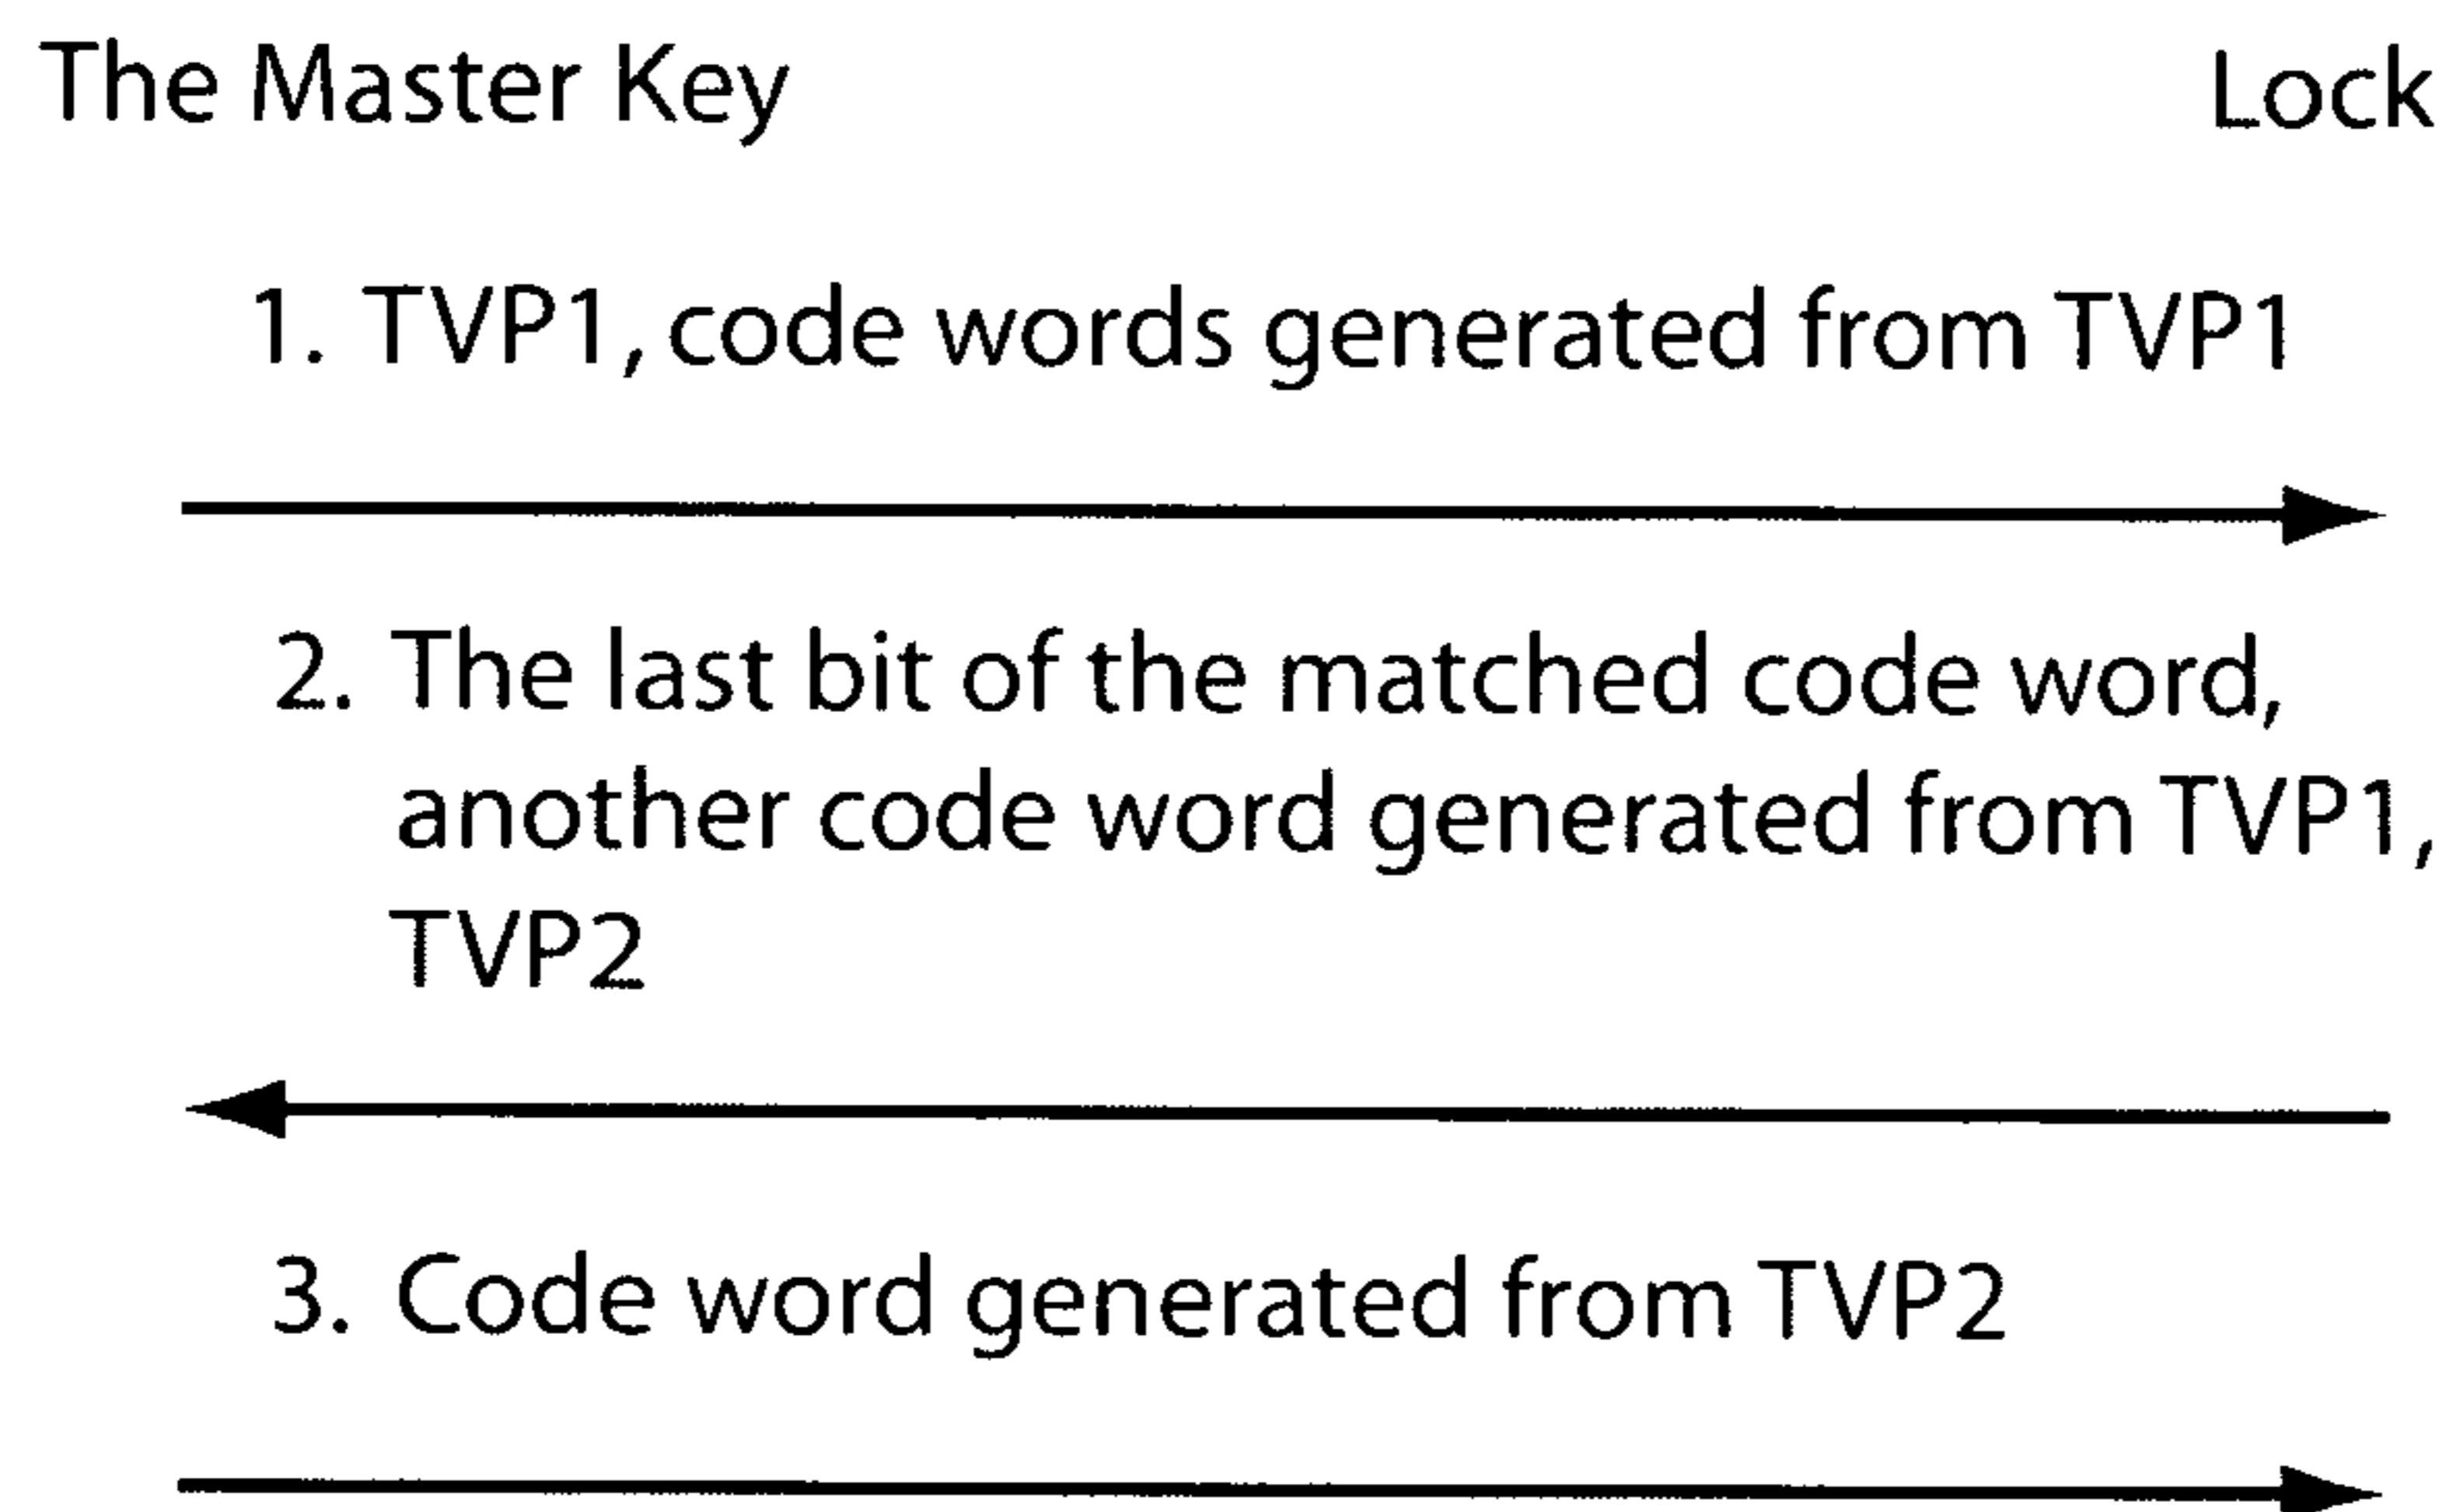 The Master Key
Lock
1. TVP1, code words generated from TVP1
2. The last bit of the matched code word,
another code word generated from TVP1,
TVP2
3. Code word generated from TVP2